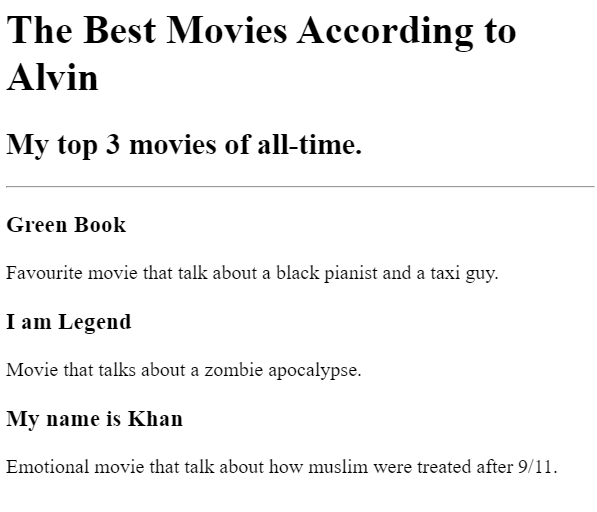 The Best Movies According to
Alvin
My top 3 movies of all-time.
Green Book
Favourite movie that talk about a black pianist and a taxi guy.
I am Legend
Movie that talks about a zombie apocalypse.
My name is Khan
Emotional movie that talk about how muslim were treated after 9/11.